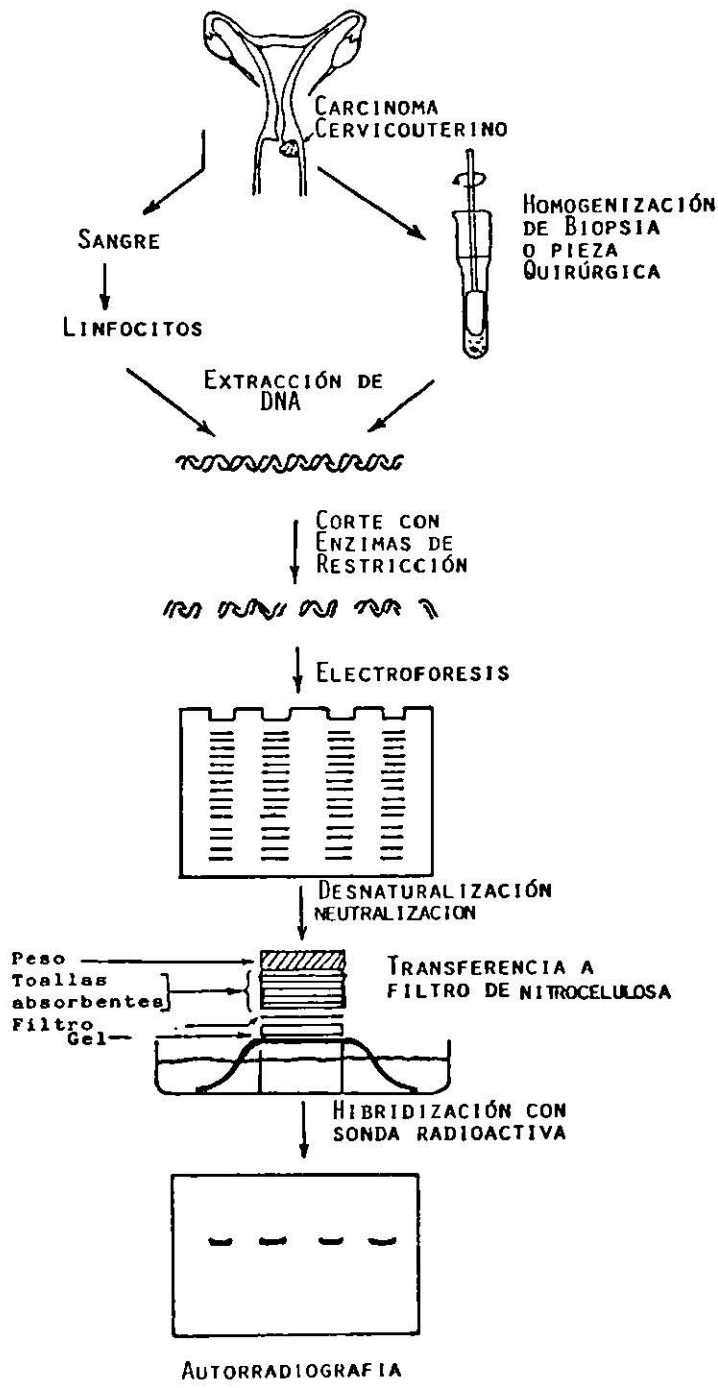 CARCINOMA
CERVICOUTERINO
HOMOGENIZACIÓN
DE BIOPSIA
O PIEZA
QUIRÚRGICA
SANGRE
LINFOCITOS
EXTRACCIÓN DE
DNA
CORTE CON
ENZIMAS DE
RESTRICCIÓN
ELECTROFORESIS
DESNATURALIZACIÓN
NEUTRALIZACION
Peso
Toallas
absorbentes
Filtro
Gel
TRANSFERENCIA A
FILTRO DE NITROCELULOSA
HIBRIDIZACIÓN CON
SONDA RADIOACTIVA
AUTORRADIOGRAFIA